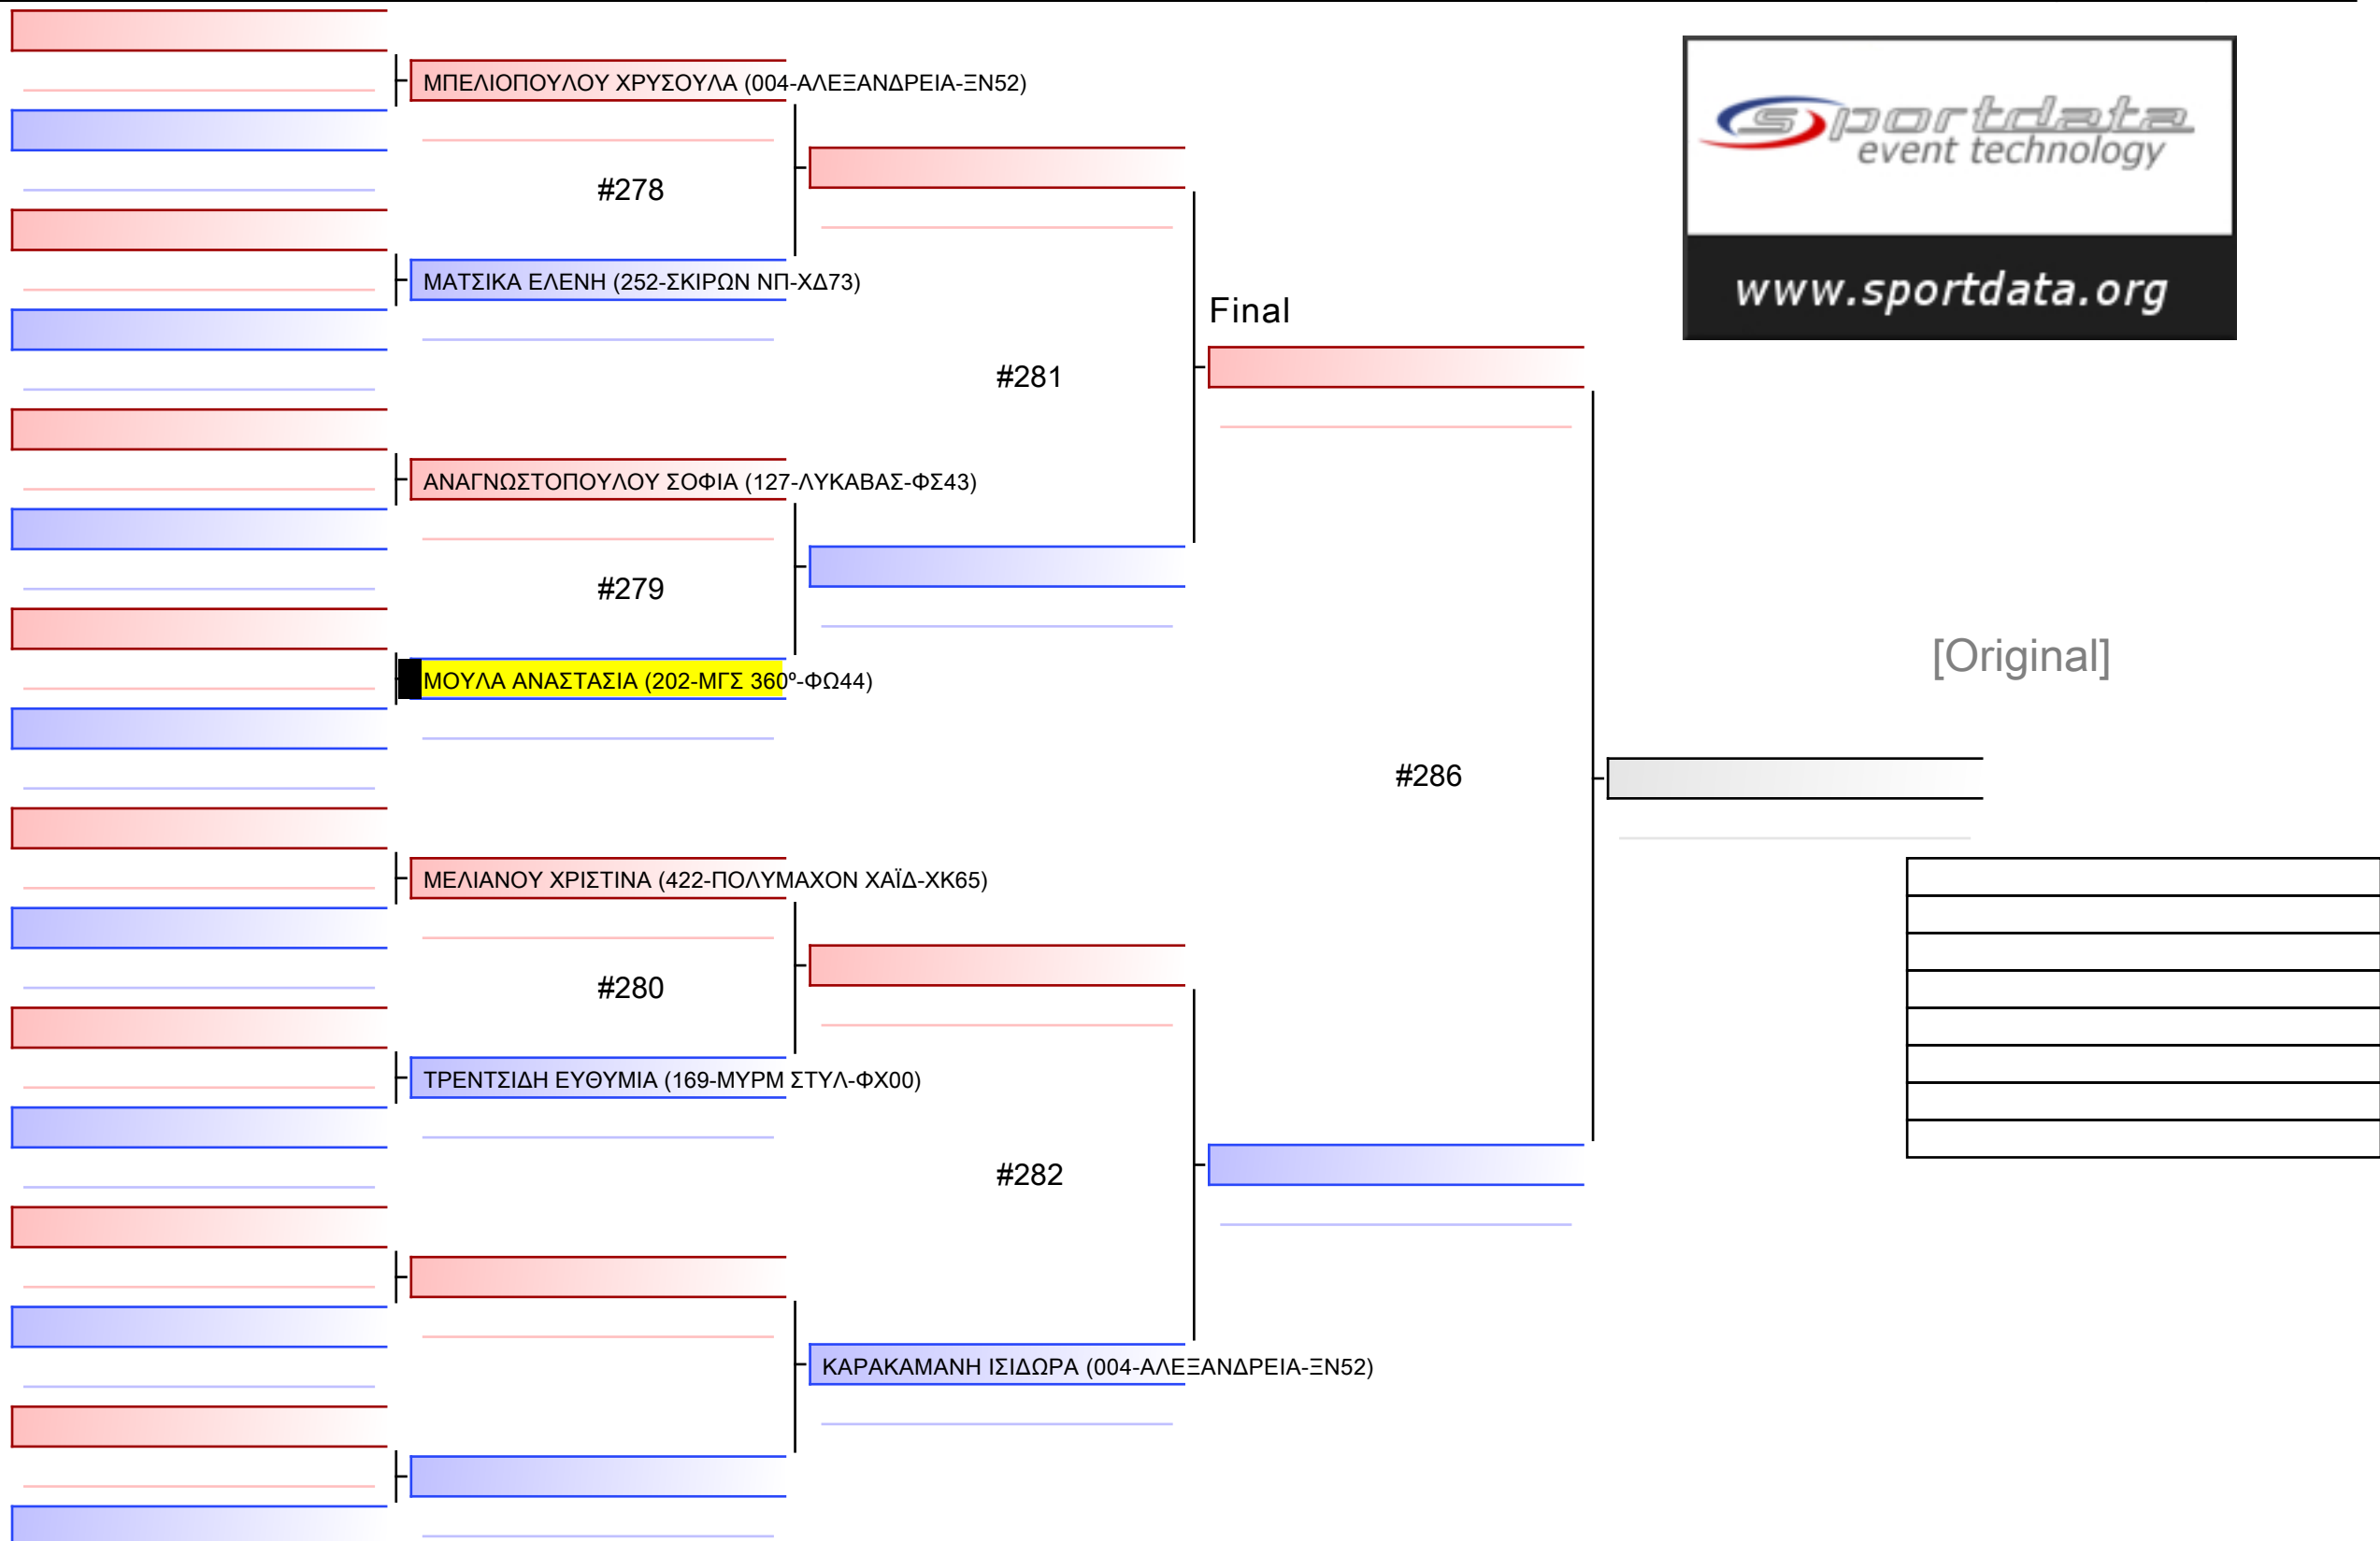 ΜΠΕΛΙΟΠΟΥΛΟΥ ΧΡΥΣΟΥΛΑ (004-ΑΛΕΞΑΝΔΡΕΙΑ-ΞΝ52)
sportdata
event technology
#278
ΜΑΤΣΙΚΑ ΕΛΕΝΗ (252-ΣΚΙΡΩΝ ΝΠ-ΧΔ73)
www.sportdata.org
Final
#281
ΑΝΑΓΝΩΣΤΟΠΟΥΛΟΥ ΣΟΦΙΑ (127-ΛΥΚΑΒΑΣ-ΦΣ43)
#279
[Original]
ΜΟΥΛΑ ΑΝΑΣΤΑΣΙΑ (202-ΜΓΣ 360º-ΦΩ44)
#286
ΜΕΛΙΑΝΟΥ ΧΡΙΣΤΙΝΑ (422-ΠΟΛΥΜΑΧΟΝ ΧΑΪΔ-ΧΚ65)
#280
ΤΡΕΝΤΣΙΔΗ ΕΥΘΥΜΙΑ (169-ΜΥΡΜ ΣΤΥΛ-ΦΧ00)
#282
ΚΑΡΑΚΑΜΑΝΗ ΙΣΙΔΩΡΑ (004-ΑΛΕΞΑΝΔΡΕΙΑ-ΞΝ52)